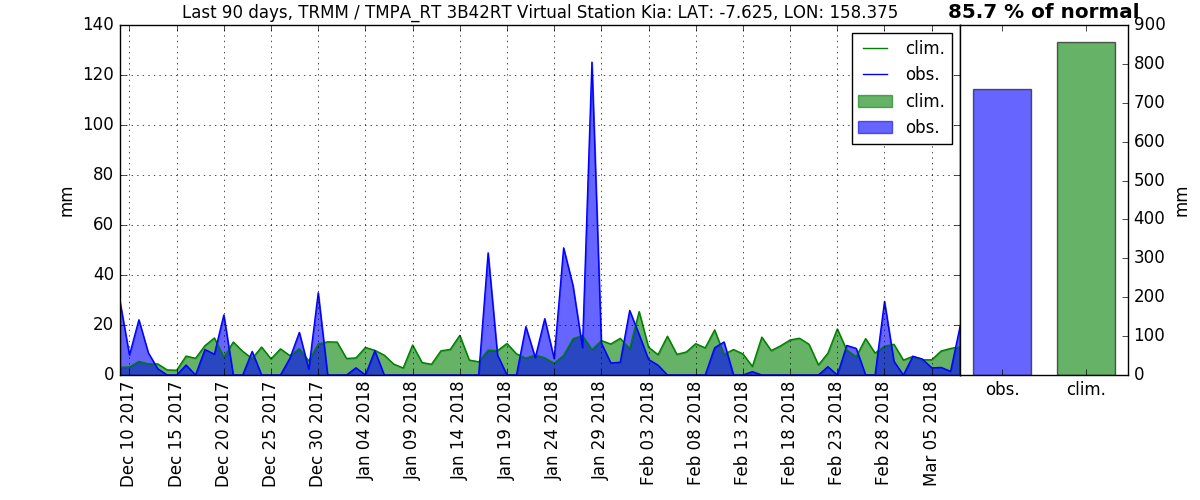 Last 90 days, TRMM / TMPA_RT 3B42RT Virtual Station Kia: LAT: -7.625, LON: 158.375
85.7 % of normal
140
120
100
80
60
40
20
0
mm
clim.
obs.
clim.
obs.
Dec 10 2017
Dec 15 2017
Dec 20 2017
Dec 25 2017
Dec 30 2017
Jan 04 2018
Jan 09 2018
Jan 14 2018
Jan 19 2018
Jan 24 2018
Jan 29 2018
Feb 03 2018
Feb 08 2018
Feb 13 2018
Feb 18 2018
Feb 23 2018
Feb 28 2018
Mar 05 2018
900
800
700
600
500
400
300
200
100
0
mm
obs.
clim.